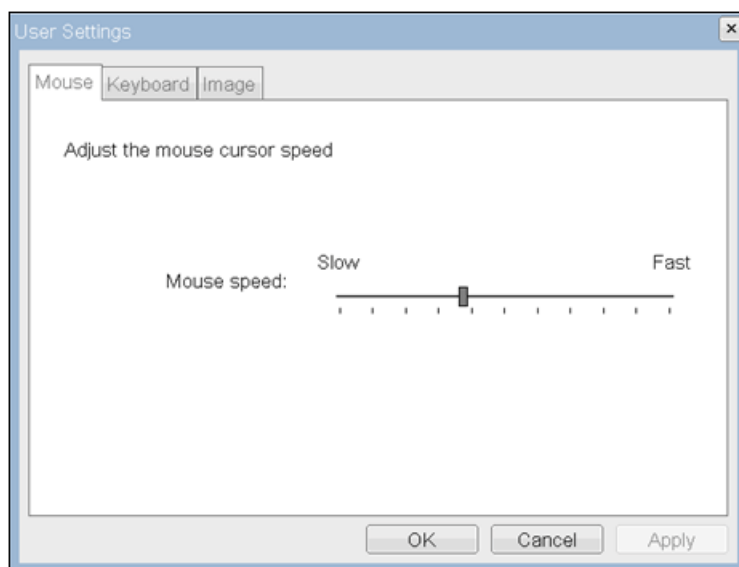 User Settings
Mouse Keyboard Image
Adjust the mouse cursor speed
Slow Fast
Mouse speed:
OK Cancel Apply